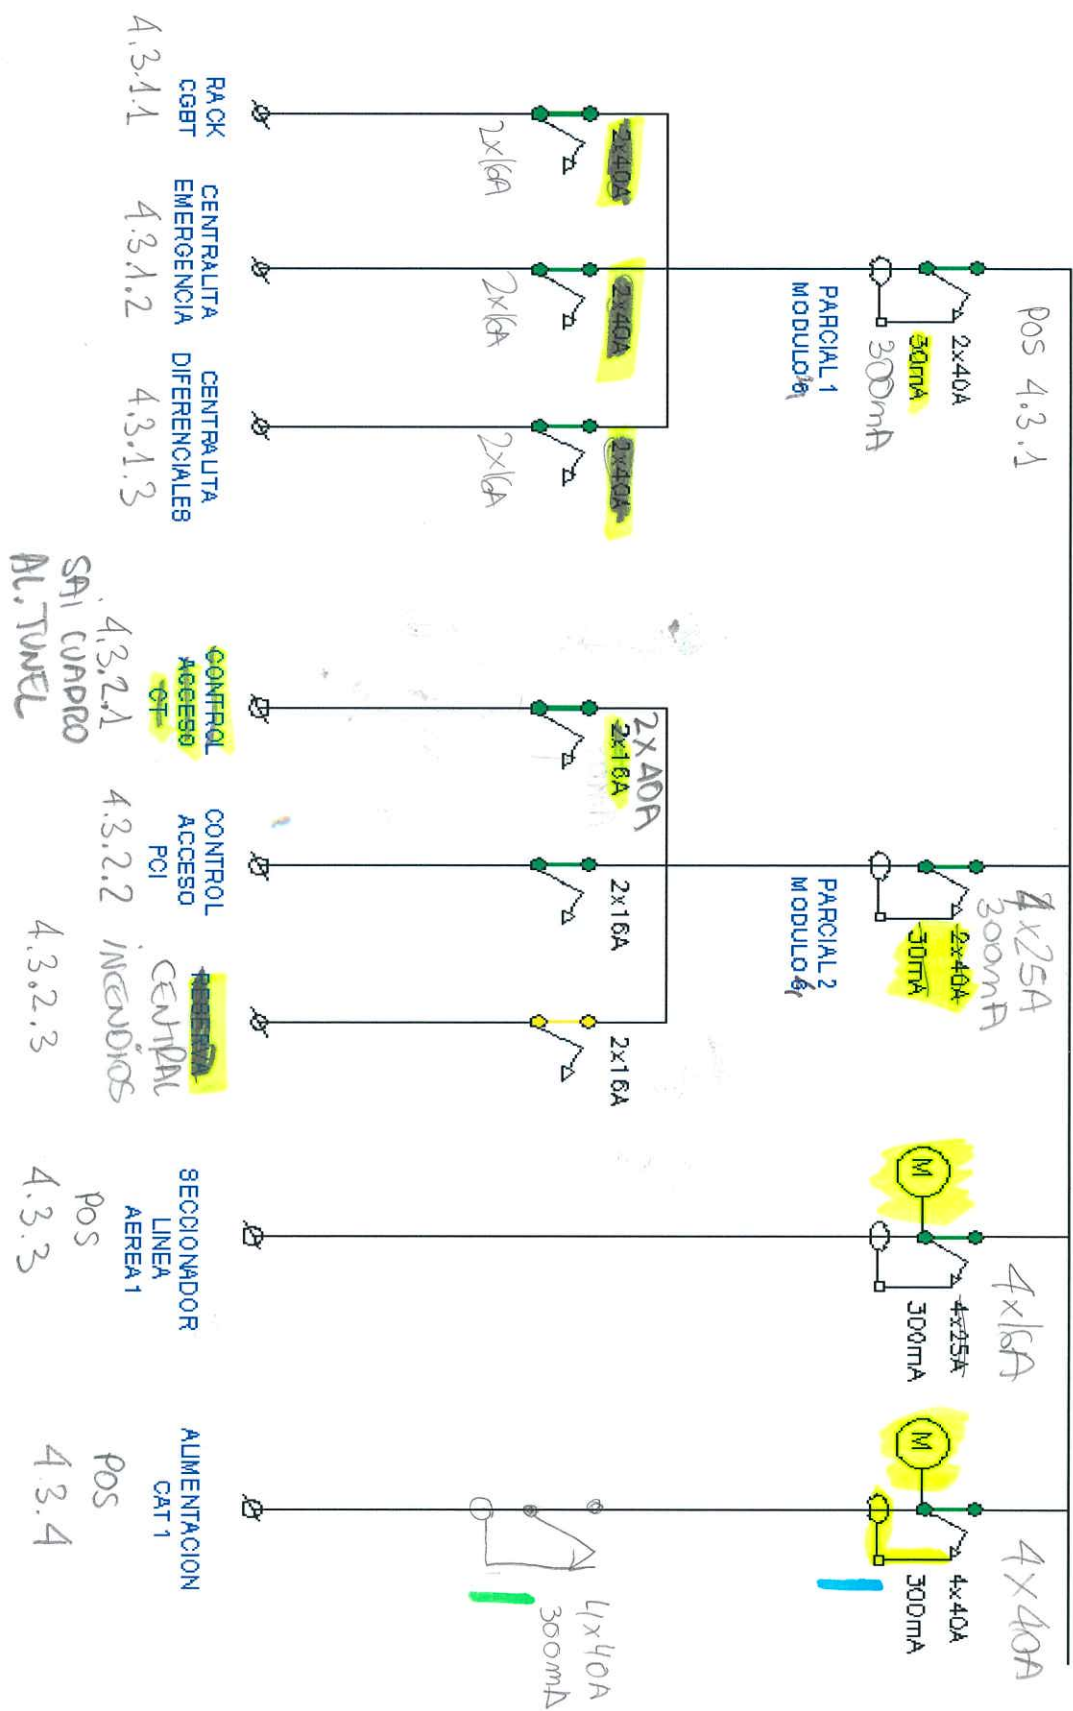 POS 4.3.1
2x40A
30mA
300mA
PARCIAL 1
MODULO
2x40A
2x16A
2x40A
2x16A
2x40A
2x16A
RACK
CGBT
4.3.1.1
CENTRALITA
EMERGENCIA
4.3.1.2
CENTRALITA
DIFERENCIALES
4.3.1.3
4x25A
300mA
2x40A
30mA
PARCIAL 2
MODULO
2x40A
2x16A
2x16A
2x16A
CONTROL
ACCESO
CT
4.3.2.1
SAI CUADRO
AL. TUNEL
CONTROL
ACCESO
PCI
4.3.2.2
RESERVA
CENTRAL
INCENDIOS
4.3.2.3
4x16A
M
4x25A
300mA
SECCIONADOR
LINEA
AEREA 1
POS
4.3.3
4x40A
M
4x40A
300mA
4x40A
300mA
ALIMENTACION
CAT 1
POS
4.3.4